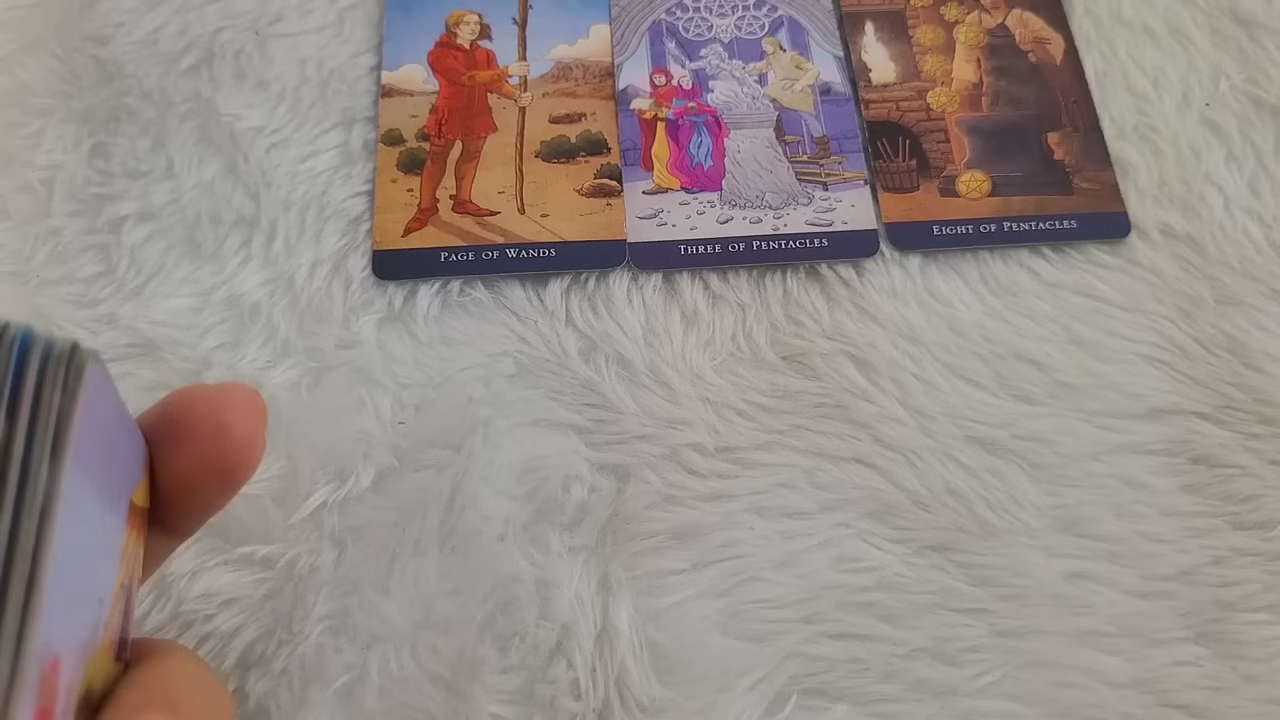 PAGE OF WANDS
THREE OF PENTACLES
EIGHT OF PENTACLES